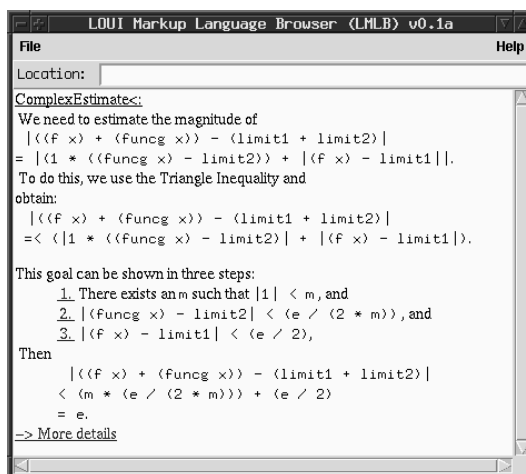 LOUI Markup Language Browser (LMLB) v0.1a
File Help
Location:
ComplexEstimate<:
We need to estimate the magnitude of
|((f x) + (funcg x)) - (limit1 + limit2)|
= |(1 * ((funcg x) - limit2)) + |(f x) - limit1||.
To do this, we use the Triangle Inequality and
obtain:
|((f x) + (funcg x)) - (limit1 + limit2)|
=< (|1 * ((funcg x) - limit2)| + |(f x) - limit1|).
This goal can be shown in three steps:
1. There exists an m such that |1| < m, and
2. |(funcg x) - limit2| < (e / (2 * m)), and
3. |(f x) - limit1| < (e / 2),
Then
|((f x) + (funcg x)) - (limit1 + limit2)|
< (m * (e / (2 * m))) + (e / 2)
= e.
-> More details